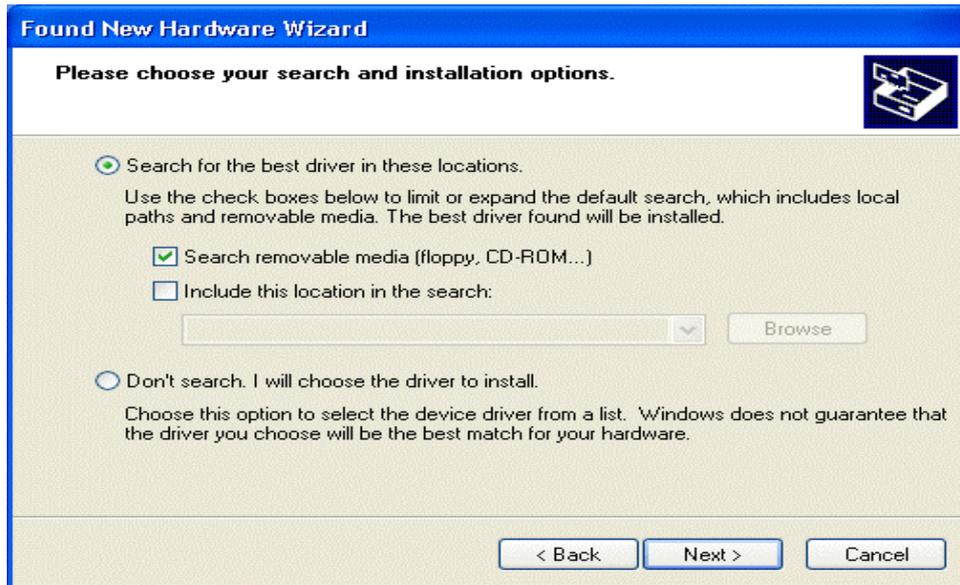 Found New Hardware Wizard
Please choose your search and installation options.
Search for the best driver in these locations.
Use the check boxes below to limit or expand the default search, which includes local
paths and removable media. The best driver found will be installed.
Search removable media (floppy, CD-ROM...)
Include this location in the search:
Browse
Don't search. I will choose the driver to install.
Choose this option to select the device driver from a list. Windows does not guarantee that
the driver you choose will be the best match for your hardware.
< Back Next > Cancel